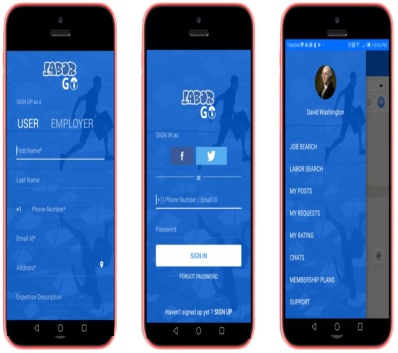 LABOR
GO
SIGN UP as a
USER EMPLOYER
First Name*
Last Name
+1 Phone Number*
Email Id*
Address*
Expertise Description
LABOR
GO
SIGN IN as
f
or
(+1) Phone Number / Email ID
Password
SIGN IN
FORGOT PASSWORD
Haven't signed up yet ? SIGN UP
David Washington
JOB SEARCH
LABOR SEARCH
MY POSTS
MY REQUESTS
MY RATING
CHATS
MEMBERSHIP PLANS
SUPPORT